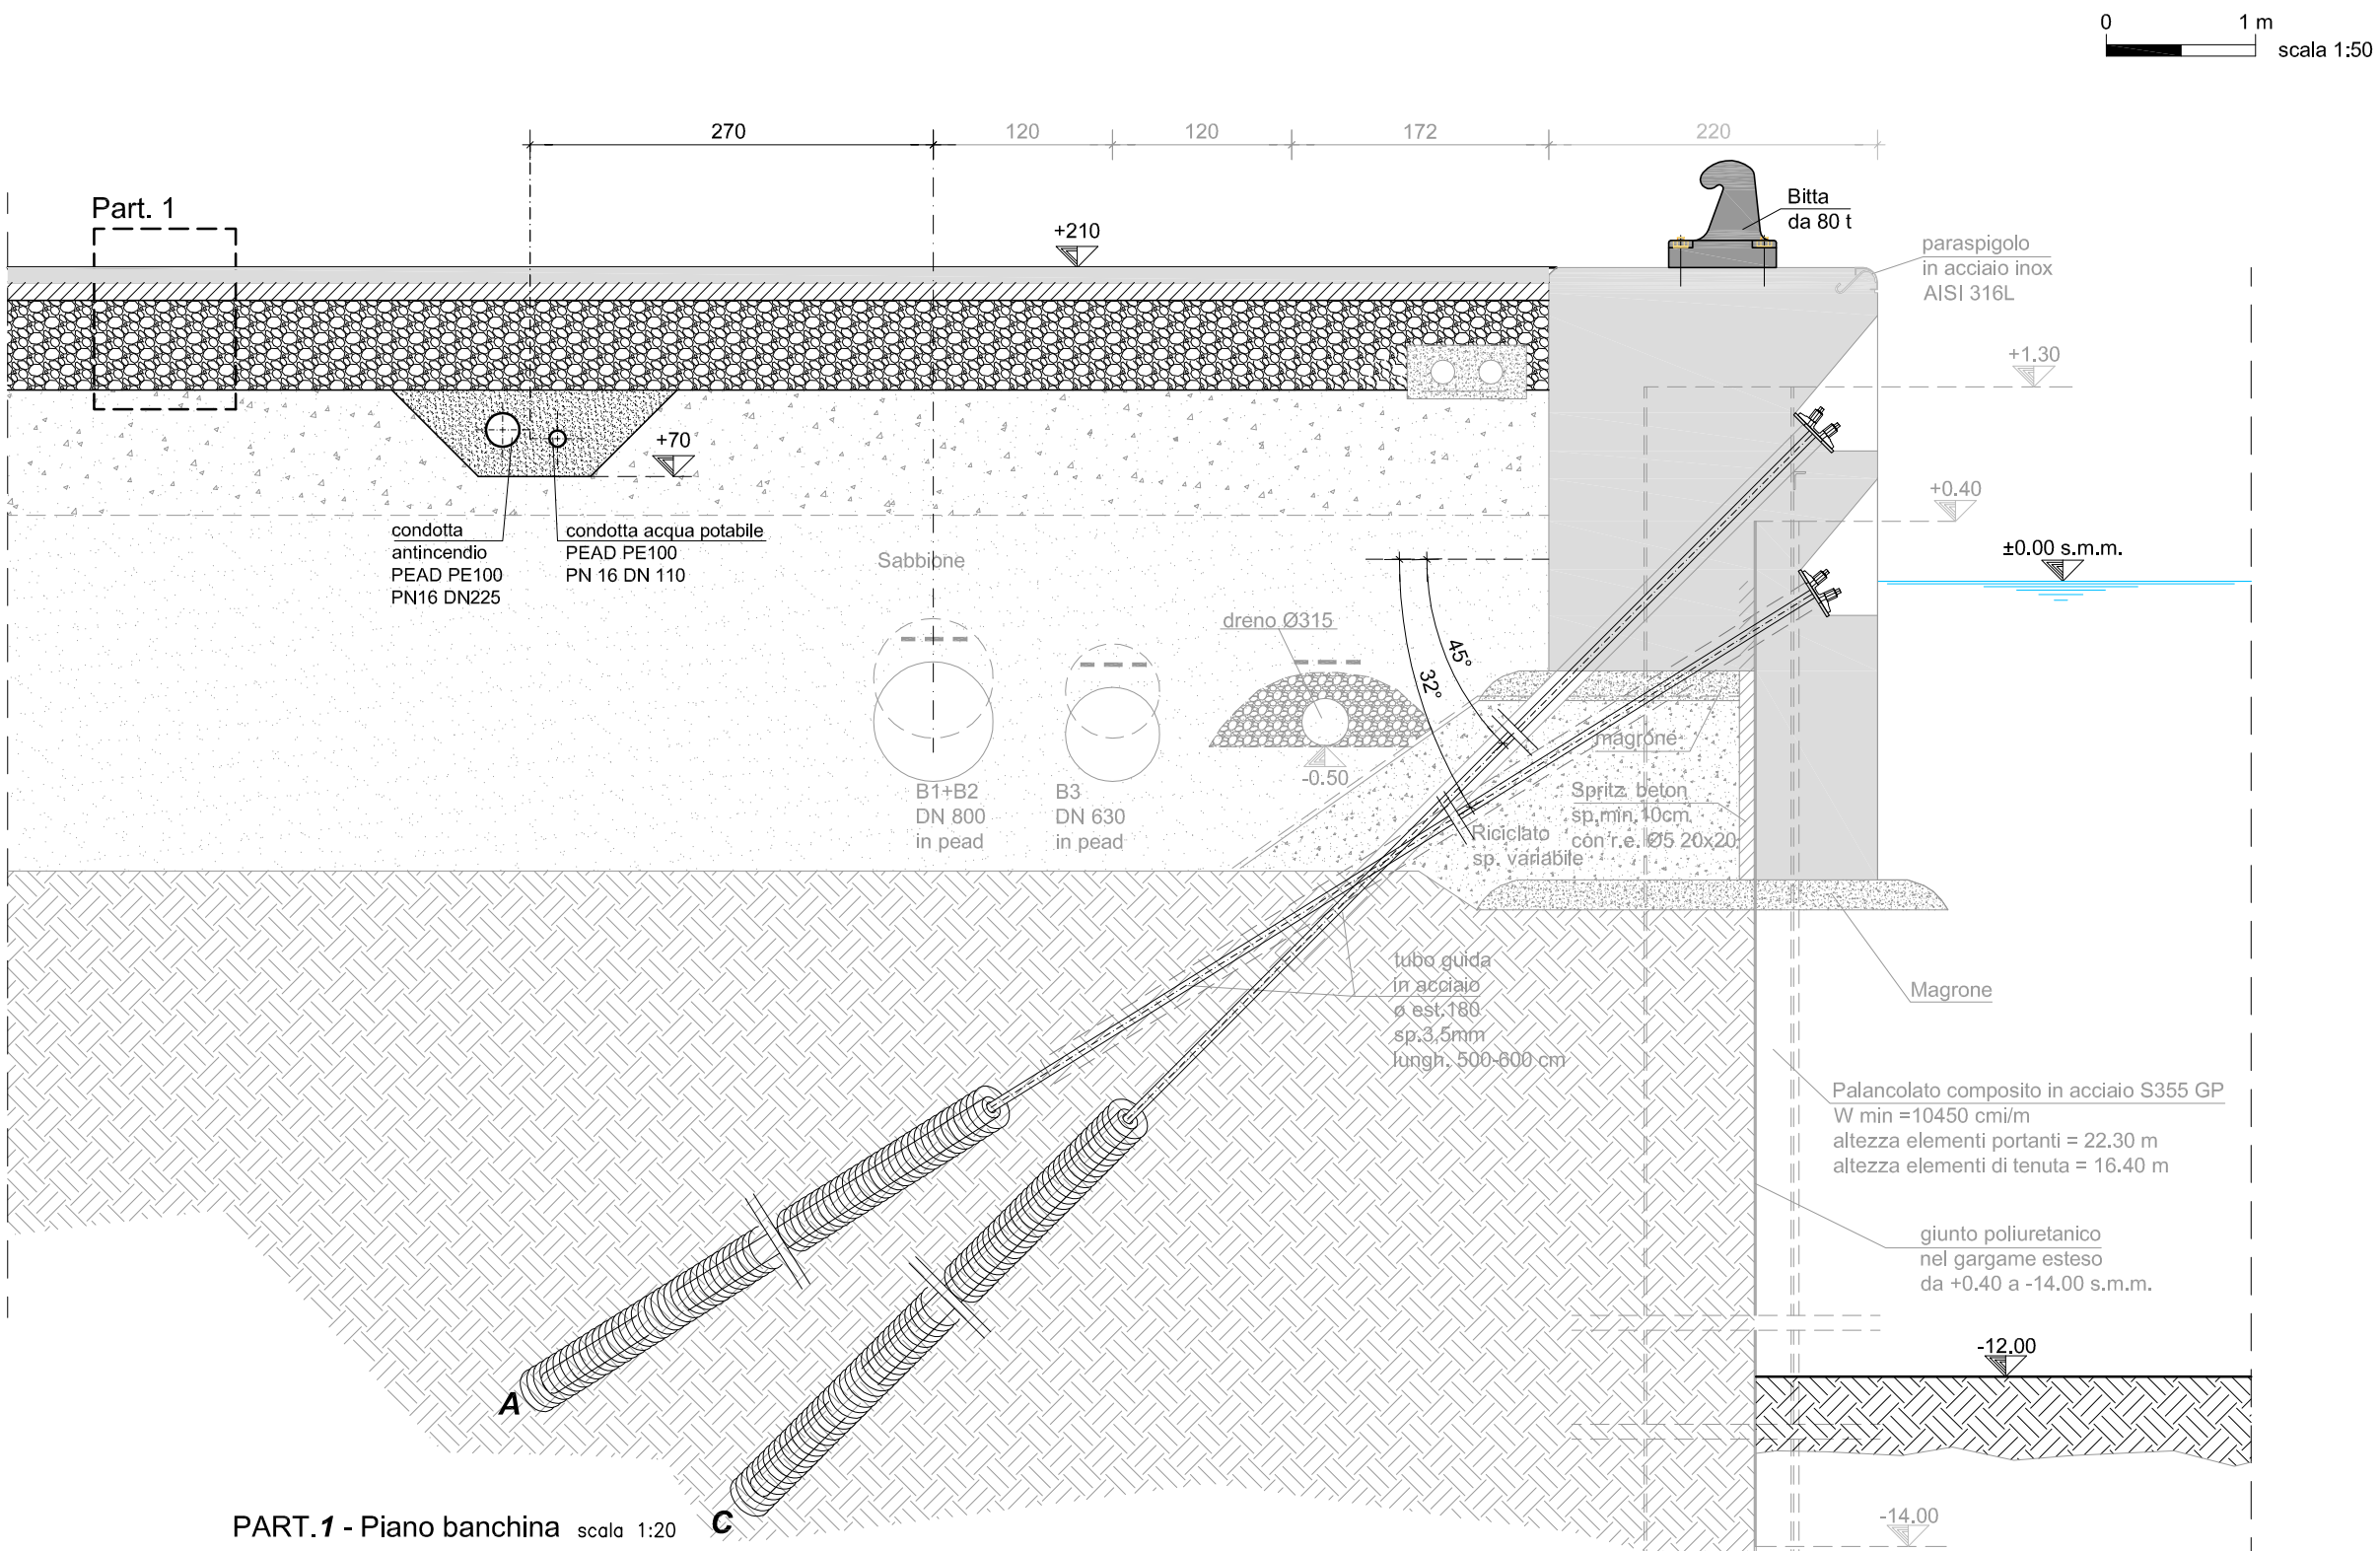 0 1 m
scala 1:50
270 120 120 172 220
Part. 1
+210
Bitta
da 80 t
paraspigolo
in acciaio inox
AISI 316L
+1.30
+70
+0.40
±0.00 s.m.m.
condotta
antincendio
PEAD PE100
PN16 DN225
condotta acqua potabile
PEAD PE100
PN 16 DN 110
Sabbione
dreno Ø315
45°
32°
-0.50
magrone
B1+B2
DN 800
in pead
B3
DN 630
in pead
Spritz beton
sp.min.10cm
con r.e. Ø5 20x20
Riciclato
sp. variabile
tubo guida
in acciaio
ø est.180
sp.3,5mm
lungh. 500-600 cm
Magrone
Palancolato composito in acciaio S355 GP
W min =10450 cmi/m
altezza elementi portanti = 22.30 m
altezza elementi di tenuta = 16.40 m
giunto poliuretanico
nel gargame esteso
da +0.40 a -14.00 s.m.m.
-12.00
A
C
PART.1 - Piano banchina scala 1:20
-14.00